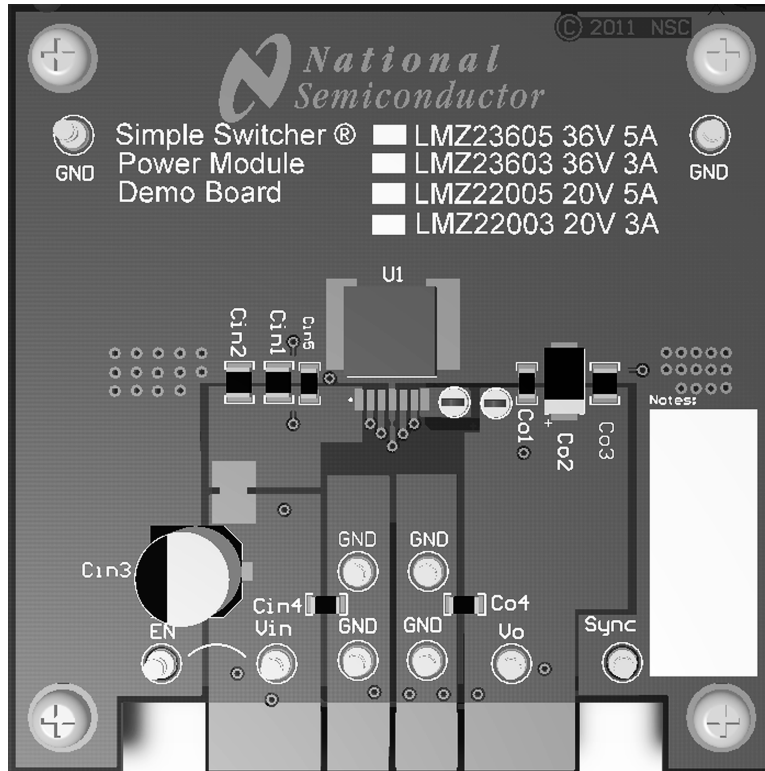 © 2011 NSC
National
Semiconductor
Simple Switcher ®
Power Module
Demo Board
LMZ23605 36V 5A
LMZ23603 36V 3A
LMZ22005 20V 5A
LMZ22003 20V 3A
GND
GND
U1
Cin2
Cin1
Cin5
Co1
Co2
Co3
+
Notes:
GND
GND
Cin3
Cin4
Co4
EN
Vin
GND
GND
Vo
Sync